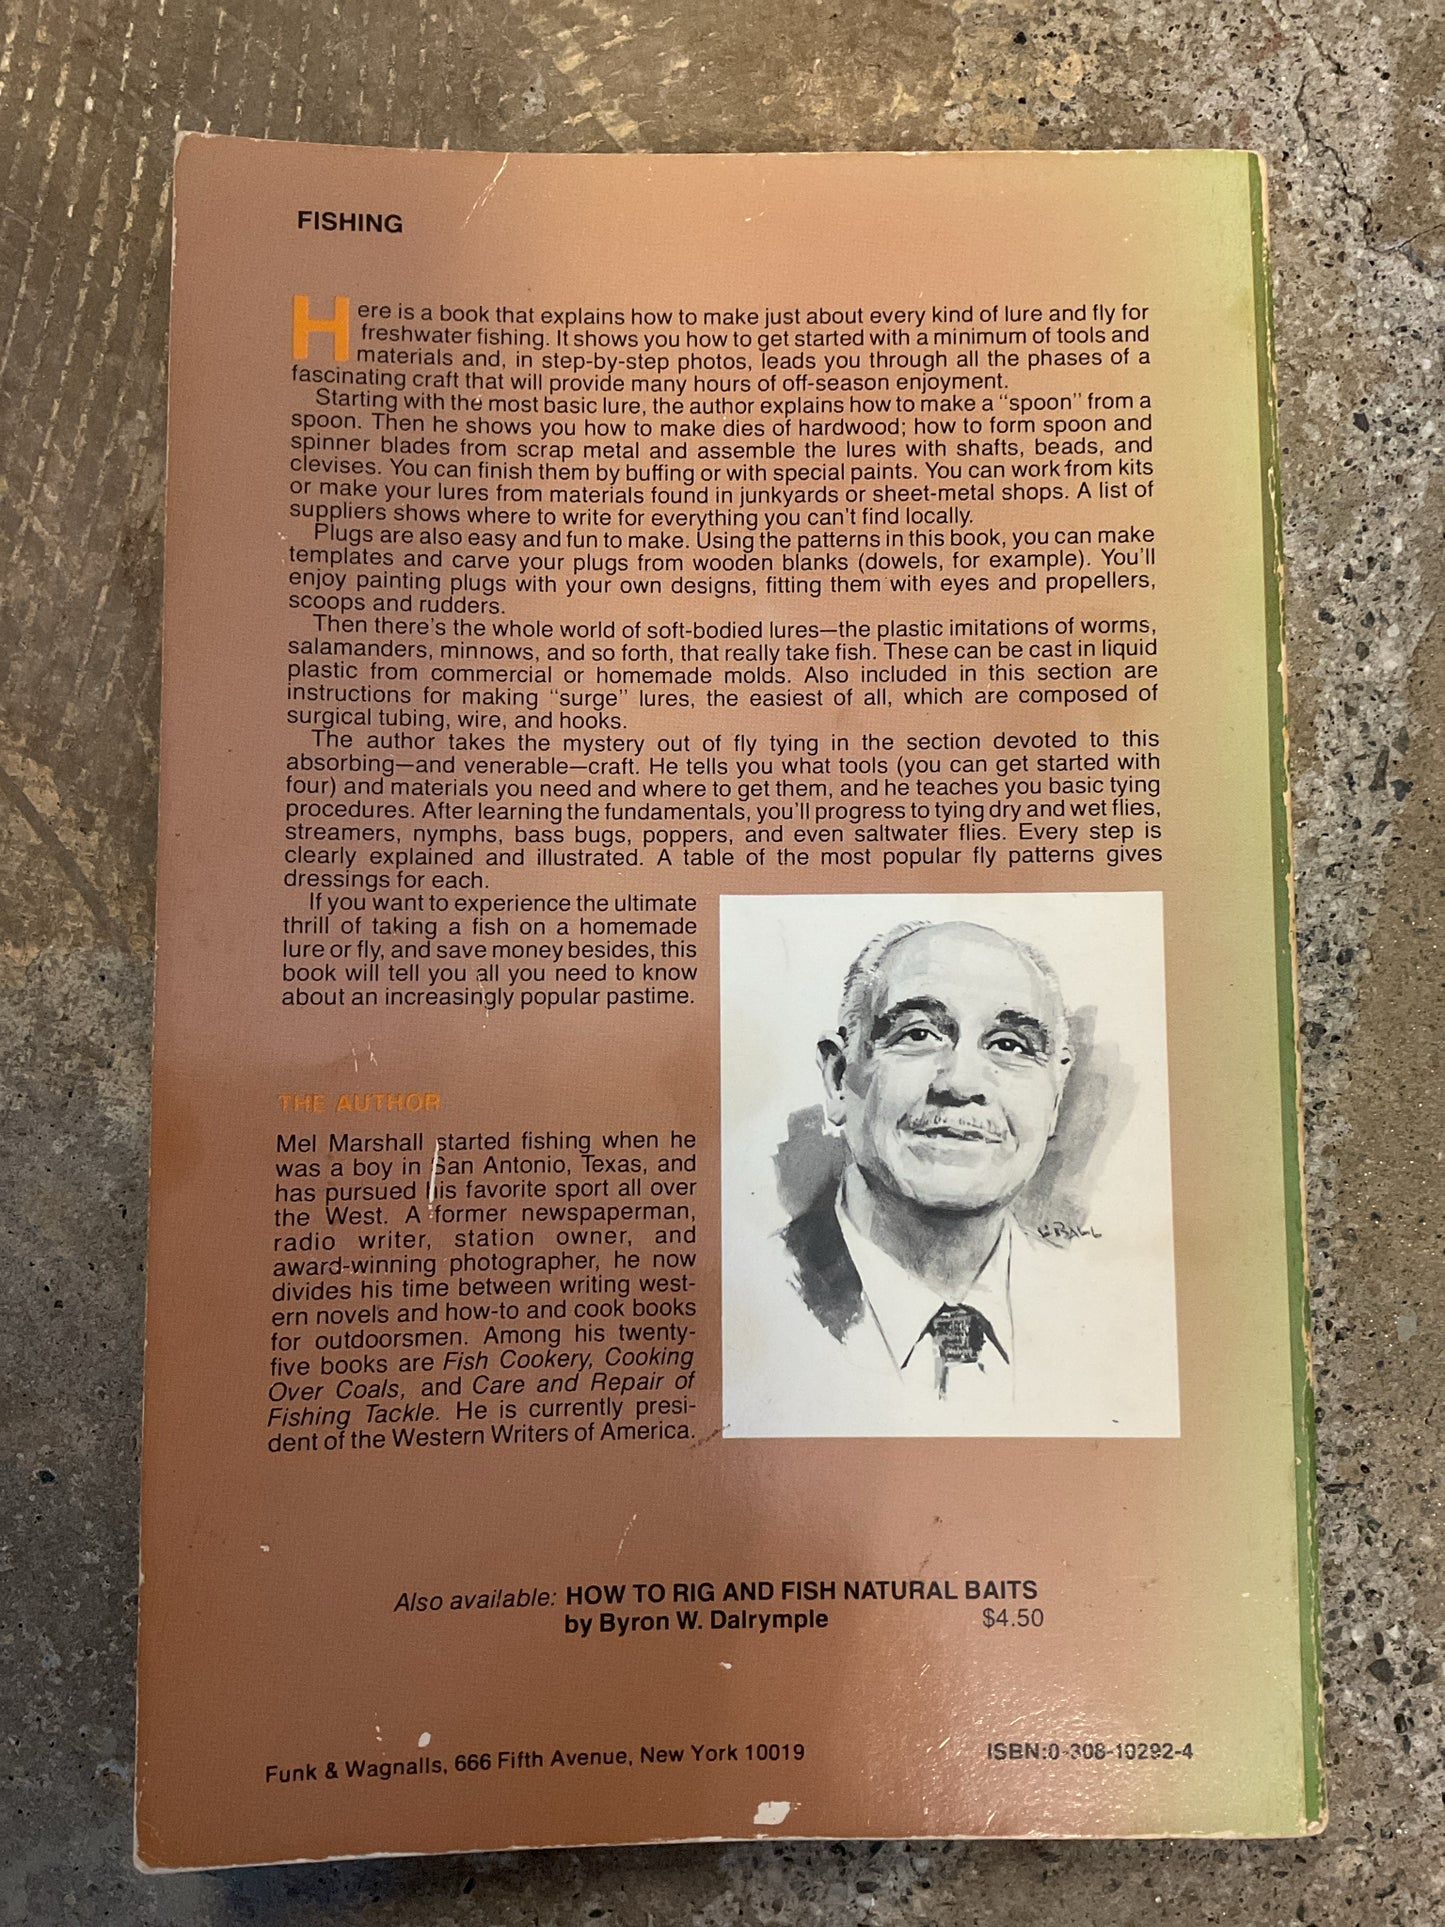 FISHING
Here is a book that explains how to make just about every kind of lure and fly for
freshwater fishing. It shows you how to get started with a minimum of tools and
materials and, in step-by-step photos, leads you through all the phases of a
fascinating craft that will provide many hours of off-season enjoyment.
Starting with the most basic lure, the author explains how to make a “spoon” from a
spoon. Then he shows you how to make dies of hardwood; how to form spoon and
spinner blades from scrap metal and assemble the lures with shafts, beads, and
clevises. You can finish them by buffing or with special paints. You can work from kits
or make your lures from materials found in junkyards or sheet-metal shops. A list of
suppliers shows where to write for everything you can't find locally.
Plugs are also easy and fun to make. Using the patterns in this book, you can make
templates and carve your plugs from wooden blanks (dowels, for example). You'll
enjoy painting plugs with your own designs, fitting them with eyes and propellers,
scoops and rudders.
Then there's the whole world of soft-bodied lures—the plastic imitations of worms,
salamanders, minnows, and so forth, that really take fish. These can be cast in liquid
plastic from commercial or homemade molds. Also included in this section are
instructions for making “surge” lures, the easiest of all, which are composed of
surgical tubing, wire, and hooks.
The author takes the mystery out of fly tying in the section devoted to this
absorbing—and venerable—craft. He tells you what tools (you can get started with
four) and materials you need and where to get them, and he teaches you basic tying
procedures. After learning the fundamentals, you'll progress to tying dry and wet flies,
streamers, nymphs, bass bugs, poppers, and even saltwater flies. Every step is
clearly explained and illustrated. A table of the most popular fly patterns gives
dressings for each.
If you want to experience the ultimate
thrill of taking a fish on a homemade
lure or fly, and save money besides, this
book will tell you all you need to know
about an increasingly popular pastime.
THE AUTHOR
Mel Marshall started fishing when he
was a boy in San Antonio, Texas, and
has pursued his favorite sport all over
the West. A former newspaperman,
radio writer, station owner, and
award-winning photographer, he now
divides his time between writing west-
ern novels and how-to and cook books
for outdoorsmen. Among his twenty-
five books are Fish Cookery, Cooking
Over Coals, and Care and Repair of
Fishing Tackle. He is currently presi-
dent of the Western Writers of America.
Also available: HOW TO RIG AND FISH NATURAL BAITS
by Byron W. Dalrymple $4.50
Funk & Wagnalls, 666 Fifth Avenue, New York 10019
ISBN:0-308-10292-4